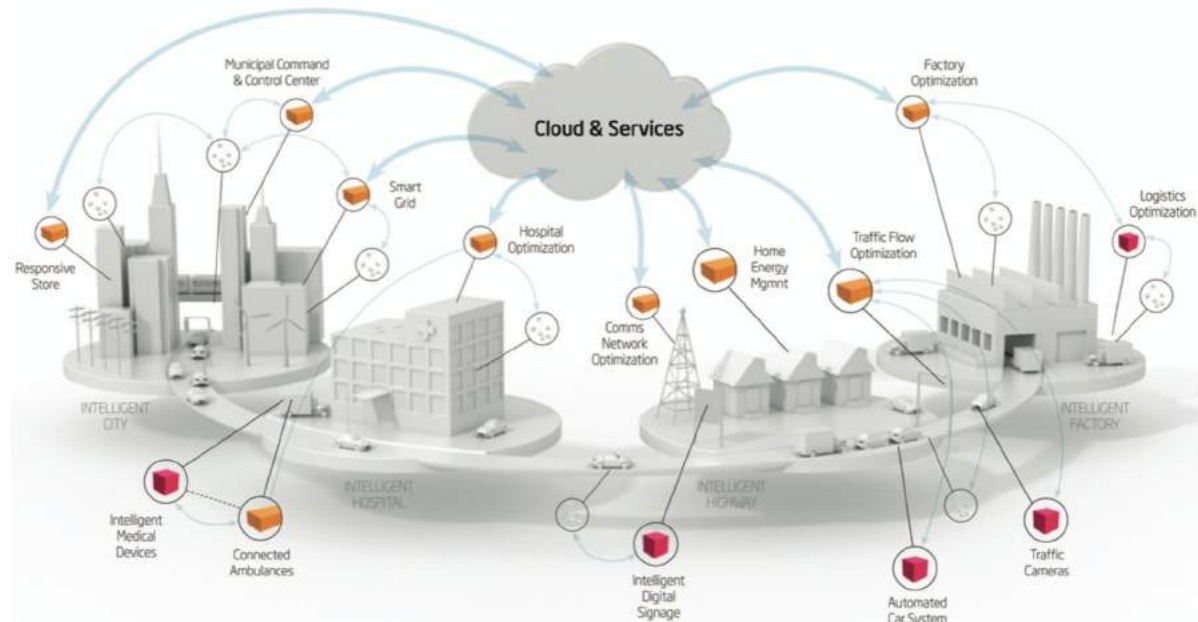 Municipal Command
& Control Center
Factory
Optimization
Cloud & Services
Smart
Grid
Logistics
Optimization
Hospital
Optimization
Traffic Flow
Optimization
Responsive
Store
Home
Energy
Mgmnt
Comms
Network
Optimization
INTELLIGENT
CITY
INTELLIGENT
FACTORY
INTELLIGENT
HOSPITAL
INTELLIGENT
HIGHWAY
Intelligent
Medical
Devices
Connected
Ambulances
Intelligent
Digital
Signage
Traffic
Cameras
Automated
Car System